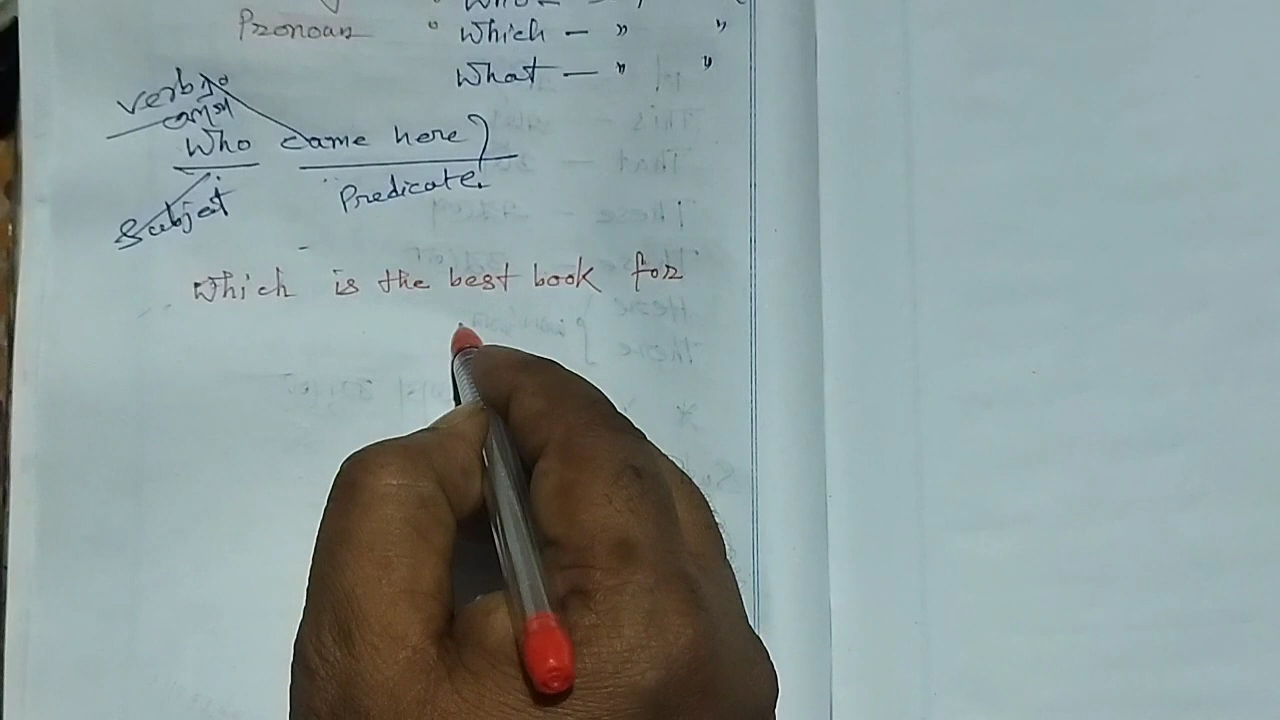 Pronoun " Which — " "
What — " "
Verb
Who came here?
Subject Predicate.
Which is the best book for